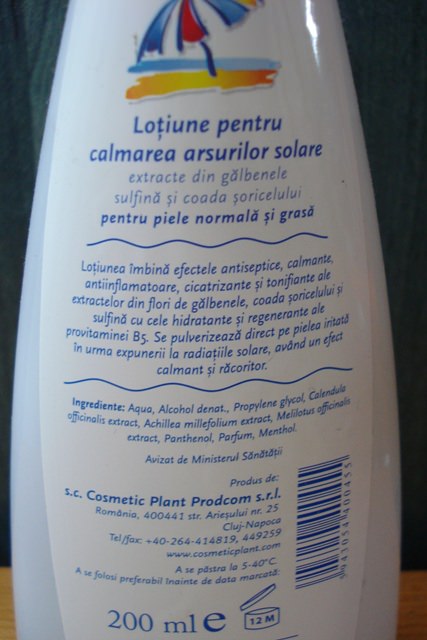 Loțiune pentru
calmarea arsurilor solare
extracte din gălbenele
sulfină și coada șoricelului
pentru piele normală și grasă
Loțiunea îmbină efectele antiseptice, calmante,
antiinflamatoare, cicatrizante și tonifiante ale
extractelor din flori de gălbenele, coada șoricelului și
sulfină cu cele hidratante și regenerante ale
provitaminei B5. Se pulverizează direct pe pielea iritată
în urma expunerii la radiațiile solare, având un efect
calmant și răcoritor.
Ingrediente: Aqua, Alcohol denat., Propylene glycol, Calendula
officinalis extract, Achillea millefolium extract, Melilotus officinalis
extract, Panthenol, Parfum, Menthol.
Avizat de Ministerul Sănătății
Produs de:
s.c. Cosmetic Plant Prodcom s.r.l.
România, 400441 str. Arieșului nr. 25
Cluj-Napoca
Tel/fax: +40-264-414819, 449259
www.cosmeticplant.com
A se păstra la 5-40°C
A se folosi preferabil înainte de data marcată:
200 ml e
12 M